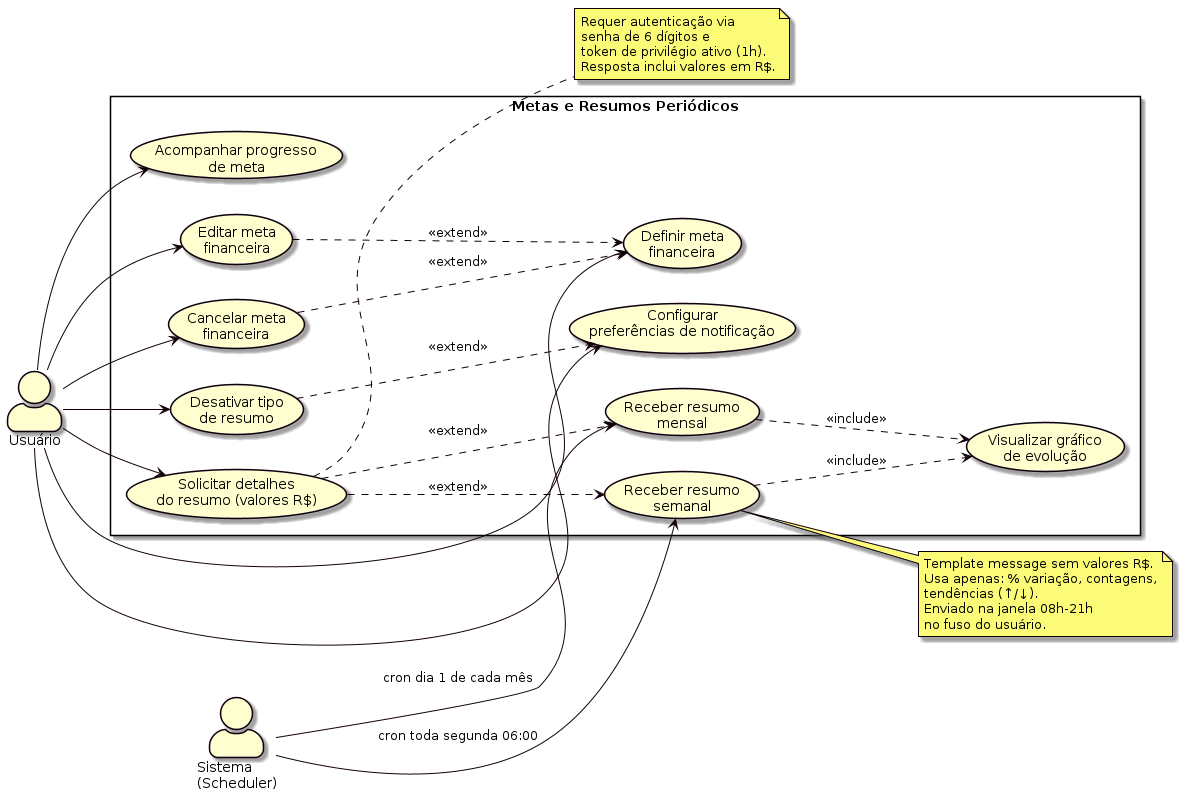 Requer autenticação via
senha de 6 dígitos e
token de privilégio ativo (1h).
Resposta inclui valores em R$.
Metas e Resumos Periódicos
Acompanhar progresso
de meta
Editar meta
financeira
«extend»
Definir meta
financeira
«extend»
Cancelar meta
financeira
Configurar
preferências de notificação
«extend»
Desativar tipo
de resumo
Receber resumo
mensal
«include»
«extend»
Usuário
Visualizar gráfico
de evolução
«include»
Solicitar detalhes
do resumo (valores R$)
«extend»
Receber resumo
semanal
Template message sem valores R$.
Usa apenas: % variação, contagens,
tendências (↑/↓).
Enviado na janela 08h-21h
no fuso do usuário.
cron dia 1 de cada mês
cron toda segunda 06:00
Sistema
(Scheduler)